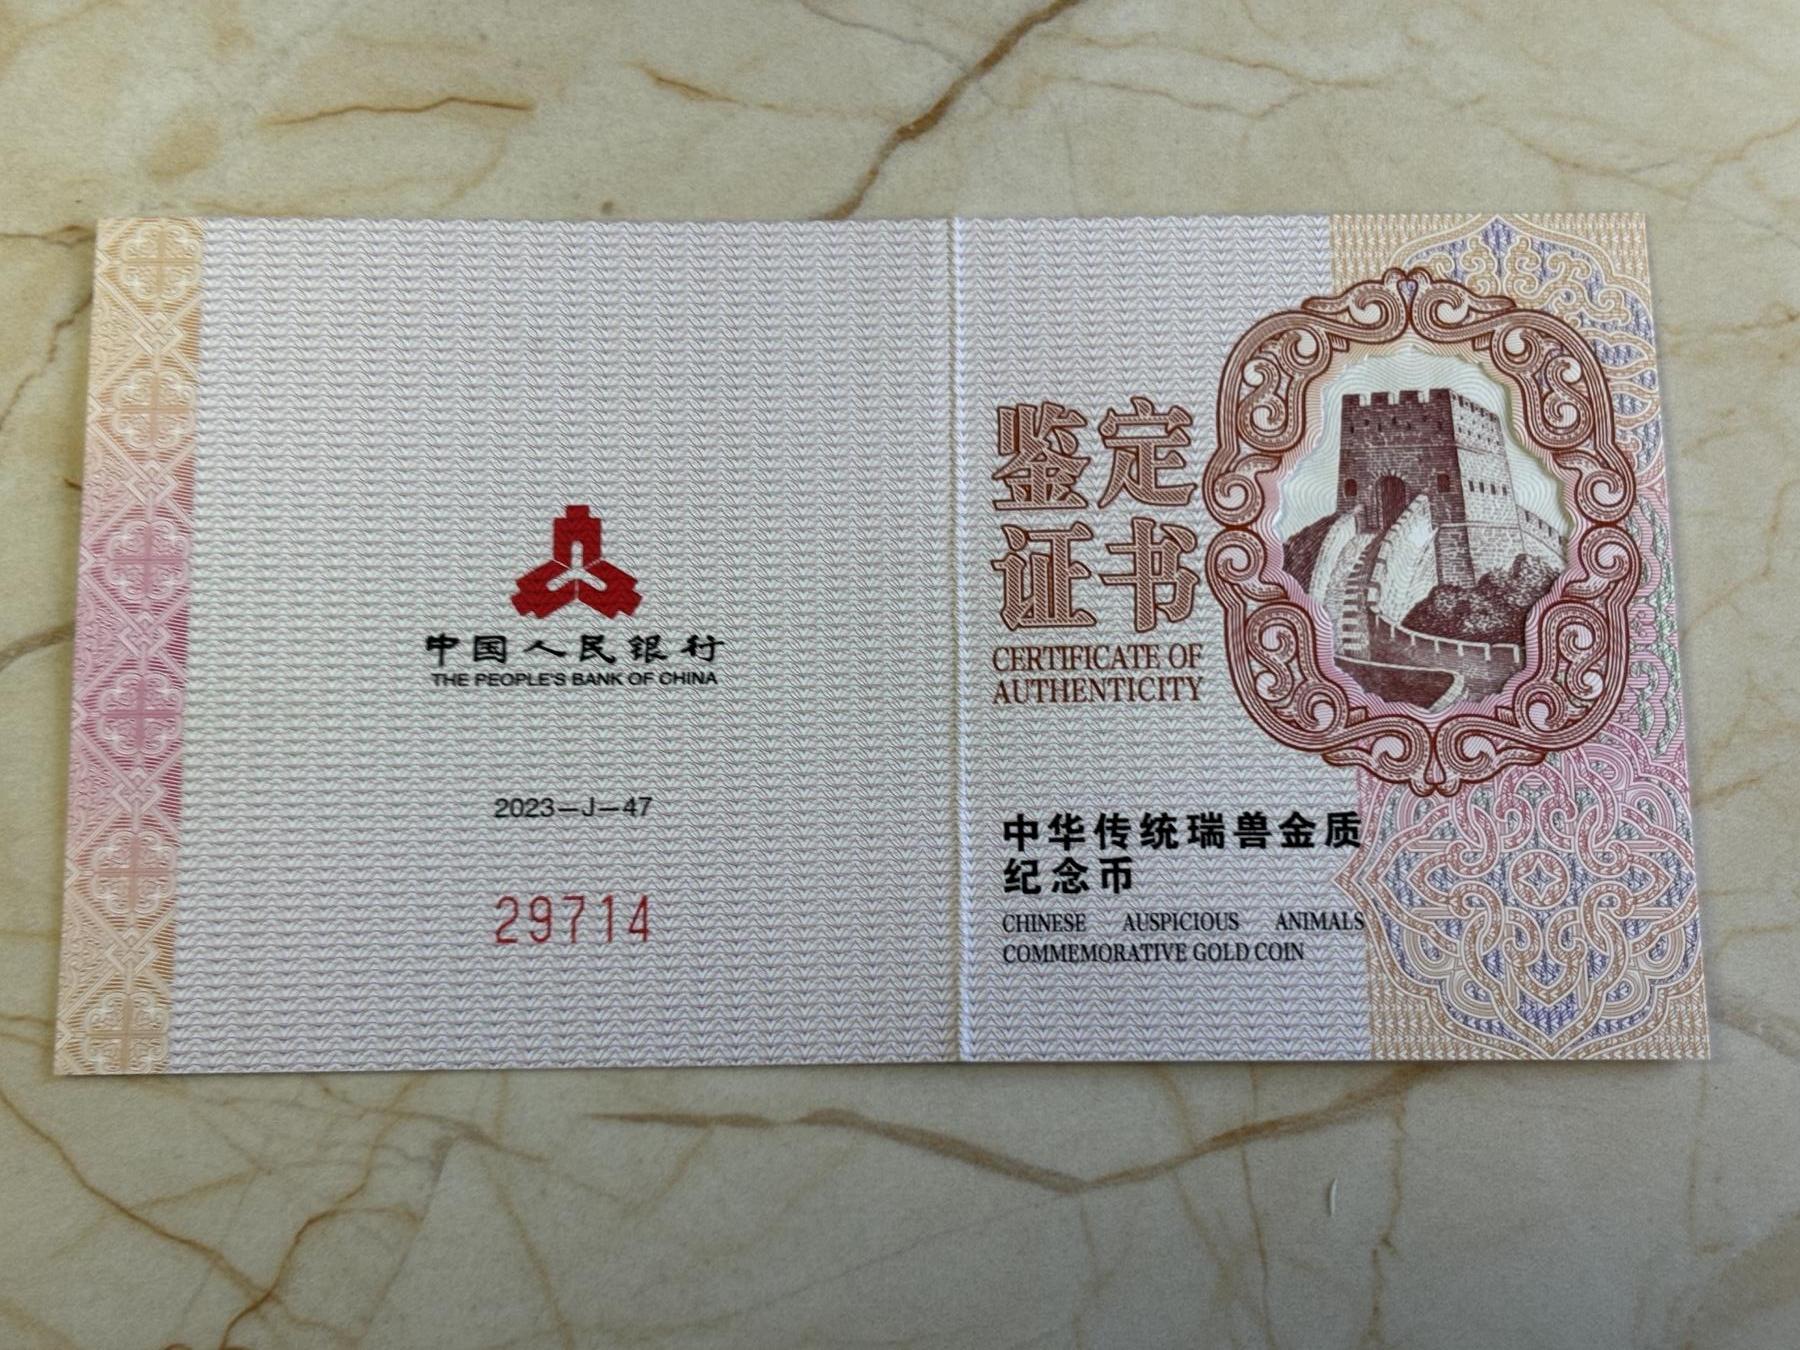 中国人民银行
THE PEOPLE'S BANK OF CHINA
2023-J-47
29714
鉴定
证书
CERTIFICATE OF
AUTHENTICITY
中华传统瑞兽金质
纪念币
CHINESE AUSPICIOUS ANIMALS
COMMEMORATIVE GOLD COIN